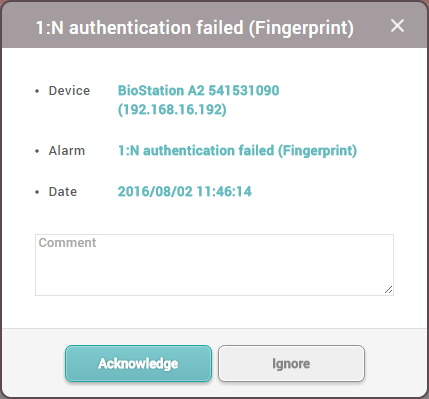 1:N authentication failed (Fingerprint)
• Device BioStation A2 541531090
(192.168.16.192)
• Alarm 1:N authentication failed (Fingerprint)
• Date 2016/08/02 11:46:14
Comment
Acknowledge Ignore